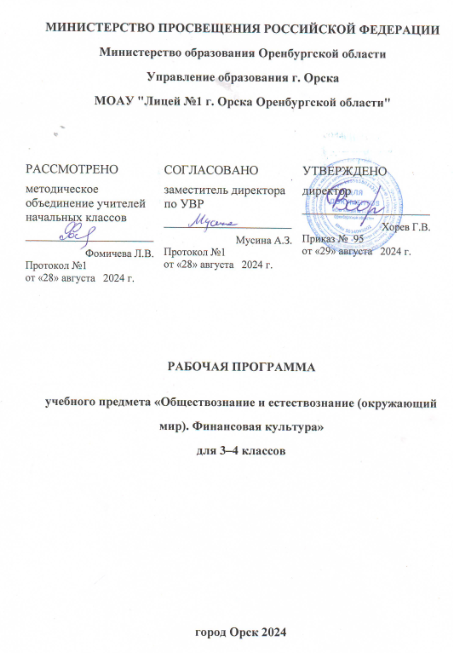 МИНИСТЕРСТВО ПРОСВЕЩЕНИЯ РОССИЙСКОЙ ФЕДЕРАЦИИ
Министерство образования Оренбургской области
Управление образования г. Орска
МОАУ "Лицей №1 г. Орска Оренбургской области"
РАССМОТРЕНО
методическое
объединение учителей
начальных классов
Фомичева Л.В.
Протокол №1
от «28» августа 2024 г.
СОГЛАСОВАНО
заместитель директора
по УВР
Мусина А.З.
Протокол №1
от «28» августа 2024 г.
УТВЕРЖДЕНО
директор
Хорев Г.В.
Приказ № 95
от «29» августа 2024 г.
РАБОЧАЯ ПРОГРАММА
учебного предмета «Обществознание и естествознание (окружающий
мир). Финансовая культура»
для 3–4 классов
город Орск 2024